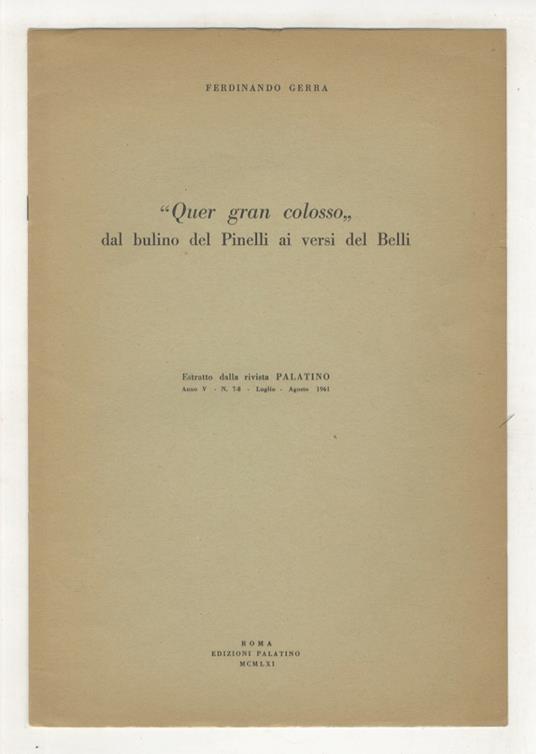 FERDINANDO GERRA
“Quer gran colosso„
dal bulino del Pinelli ai versi del Belli
Estratto dalla rivista PALATINO
Anno V - N. 7-8 - Luglio - Agosto 1961
ROMA
EDIZIONI PALATINO
MCMLXI